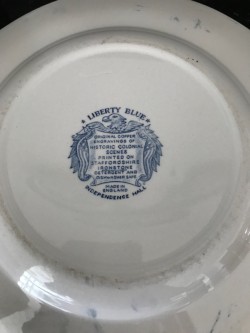 LIBERTY BLUE
ORIGINAL COPPER
ENGRAVINGS OF
HISTORIC COLONIAL
SCENES
PRINTED ON
STAFFORDSHIRE
IRONSTONE
DETERGENT AND
DISHWASHER SAFE
MADE IN
ENGLAND
INDEPENDENCE HALL